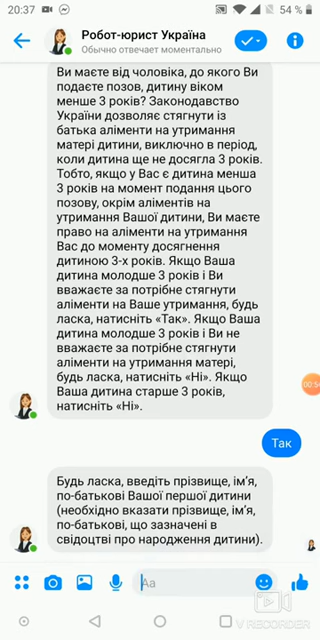 20:37
54 %
Робот-юрист Україна
Обычно отвечает моментально
Ви маєте від чоловіка, до якого Ви
подаєте позов, дитину віком
менше 3 років? Законодавство
України дозволяє стягнути із
батька аліменти на утримання
матері дитини, виключно в період,
коли дитина ще не досягла 3 років.
Тобто, якщо у Вас є дитина менша
3 років на момент подання цього
позову, окрім аліментів на
утримання Вашої дитини, Ви маєте
право на аліменти на утримання
Вас до моменту досягнення
дитиною 3-х років. Якщо Ваша
дитина молодше 3 років і Ви
вважаєте за потрібне стягнути
аліменти на Ваше утримання, будь
ласка, натисніть «Так». Якщо Ваша
дитина молодше 3 років і Ви не
вважаєте за потрібне стягнути
аліменти на утримання матері,
будь ласка, натисніть «Ні». Якщо
Ваша дитина старше 3 років,
натисніть «Ні».
00:54
Так
Будь ласка, введіть прізвище, ім’я,
по-батькові Вашої першої дитини
(необхідно вказати прізвище, ім’я,
по-батькові, що зазначені в
свідоцтві про народження дитини).
Aa
V RECORDER